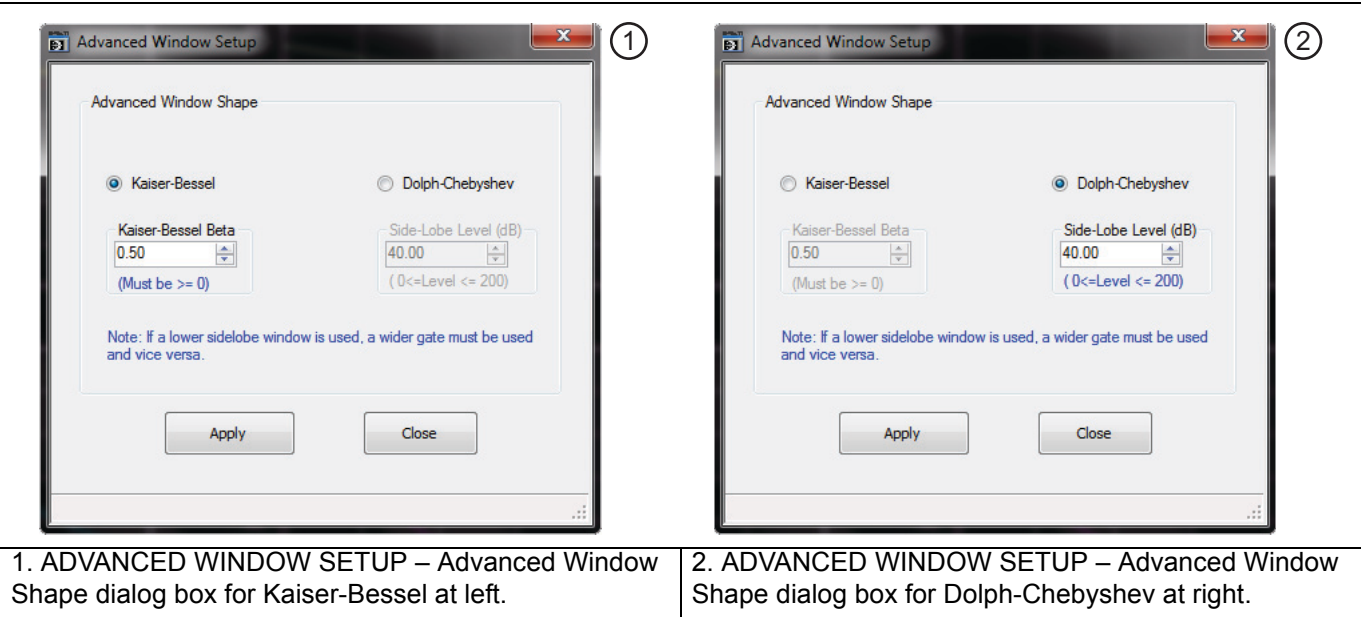 Advanced Window Setup
1
Advanced Window Shape
Kaiser-Bessel
Dolph-Chebyshev
Kaiser-Bessel Beta
Side-Lobe Level (dB)
0.50
40.00
(Must be >= 0)
( 0<=Level <= 200)
Note: If a lower sidelobe window is used, a wider gate must be used
and vice versa.
Apply
Close
Advanced Window Setup
2
Advanced Window Shape
Kaiser-Bessel
Dolph-Chebyshev
Kaiser-Bessel Beta
Side-Lobe Level (dB)
0.50
40.00
(Must be >= 0)
( 0<=Level <= 200)
Note: If a lower sidelobe window is used, a wider gate must be used
and vice versa.
Apply
Close
1. ADVANCED WINDOW SETUP – Advanced Window
Shape dialog box for Kaiser-Bessel at left.
2. ADVANCED WINDOW SETUP – Advanced Window
Shape dialog box for Dolph-Chebyshev at right.